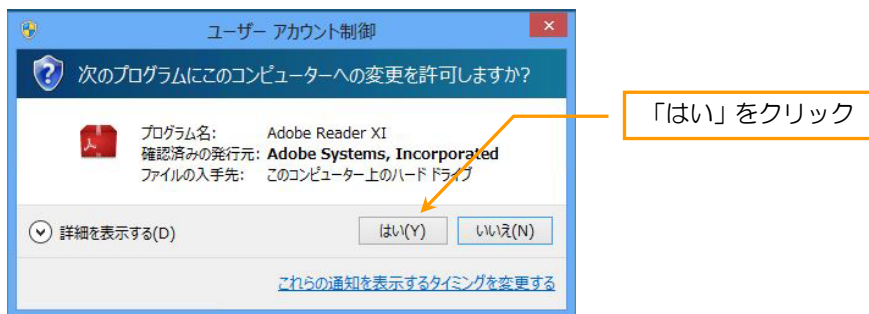 ユーザー アカウント制御
次のプログラムにこのコンピューターへの変更を許可しますか?
「はい」をクリック
プログラム名: Adobe Reader XI
確認済みの発行元: Adobe Systems, Incorporated
ファイルの入手先: このコンピューター上のハード ドライブ
詳細を表示する(D)
はい(Y)
いいえ(N)
これらの通知を表示するタイミングを変更する